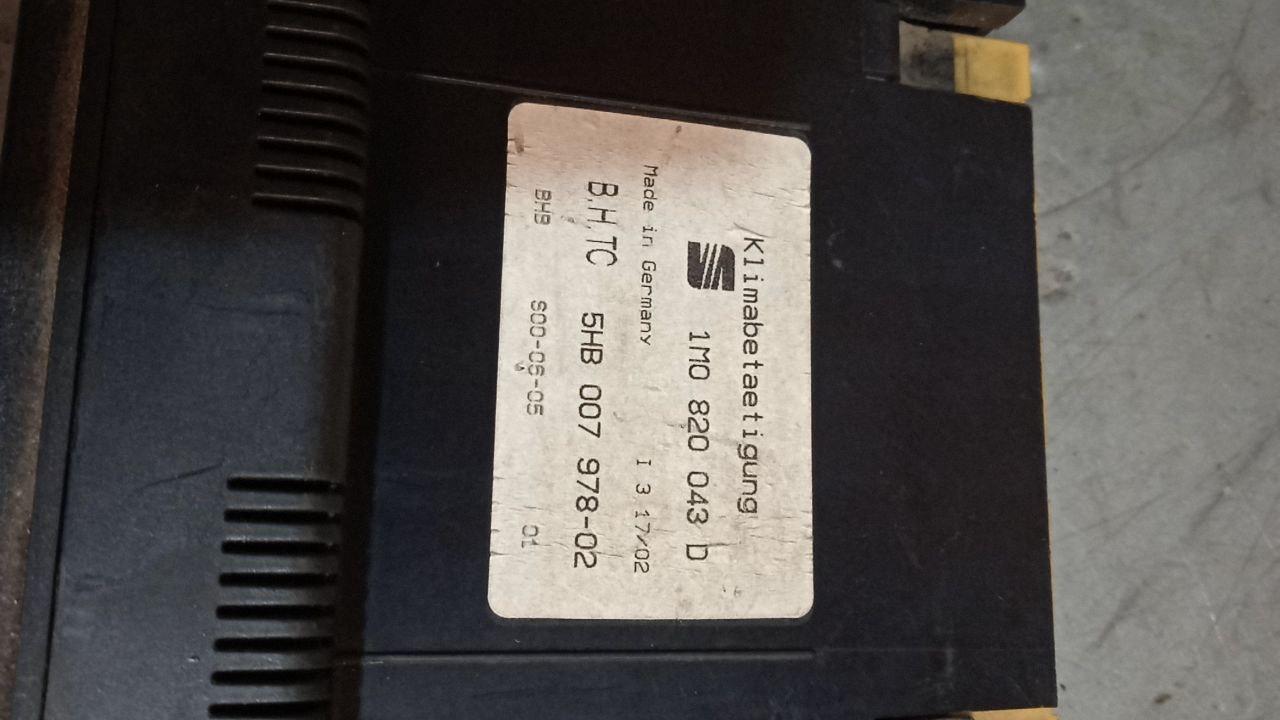 Klimabetaetigung
1M0 820 043 D
Made in Germany I 3 17/02
B.H.TC 5HB 007 978-02
BHB S00-06-05 01